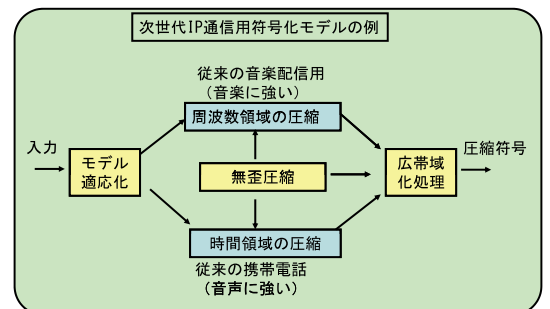 次世代IP通信用符号化モデルの例
従来の音楽配信用
（音楽に強い）
周波数領域の圧縮
入力
モデル
適応化
無歪圧縮
広帯域
化処理
圧縮符号
時間領域の圧縮
従来の携帯電話
（音声に強い）